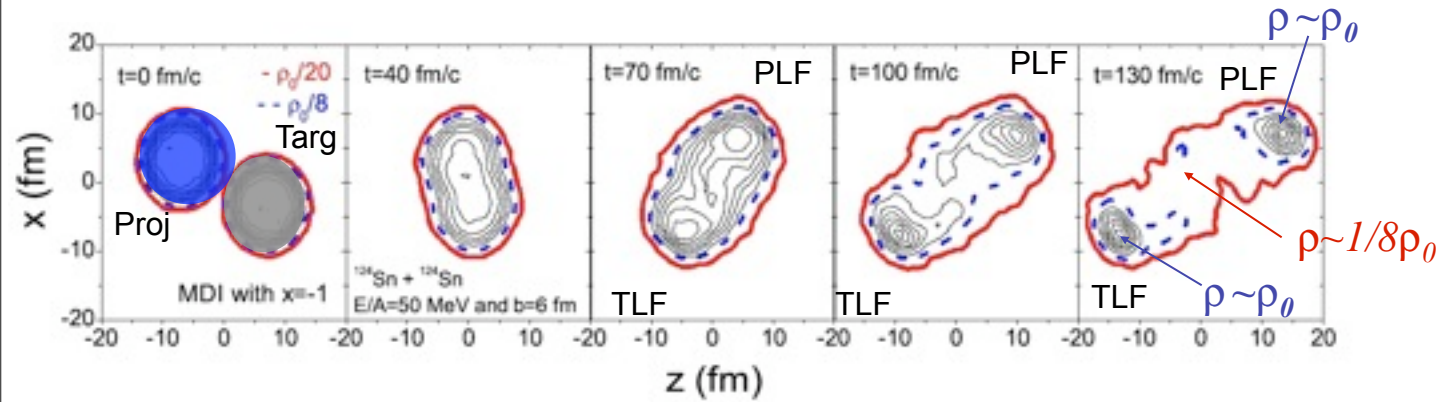 ρ~ρ₀
20
10
0
-10
-20
x (fm)
t=0 fm/c
- ρ₀/20
- - ρ₀/8
Targ
Proj
MDI with x=-1
t=40 fm/c
¹²⁴Sn + ¹²⁴Sn
E/A=50 MeV and b=6 fm
t=70 fm/c
PLF
TLF
t=100 fm/c
PLF
TLF
t=130 fm/c
PLF
TLF
ρ~1/8ρ₀
ρ~ρ₀
-20 -10 0 10 -20 -10 0 10 -20 -10 0 10 -20 -10 0 10 -20 -10 0 10 20
z (fm)